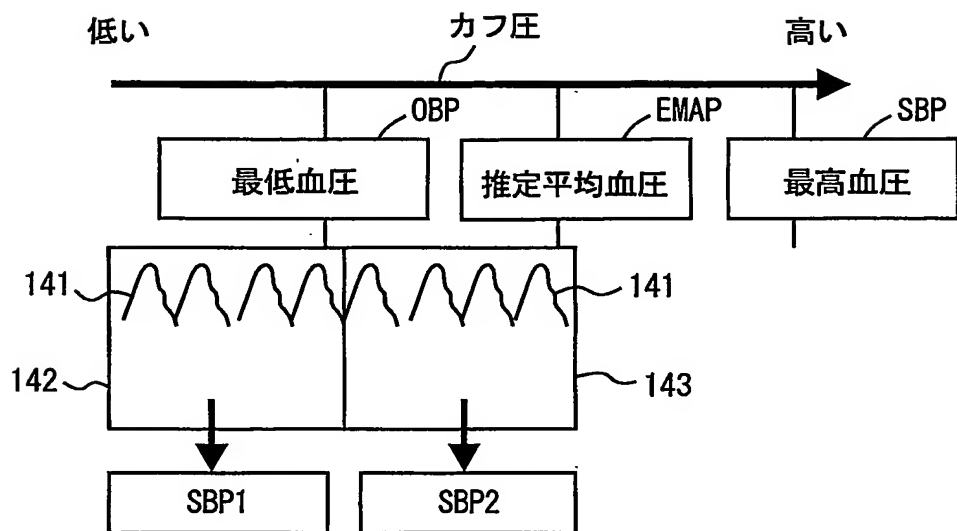 低い
カフ圧
高い
OBP
EMAP
SBP
最低血圧
推定平均血圧
最高血圧
141
141
142
143
SBP1
SBP2